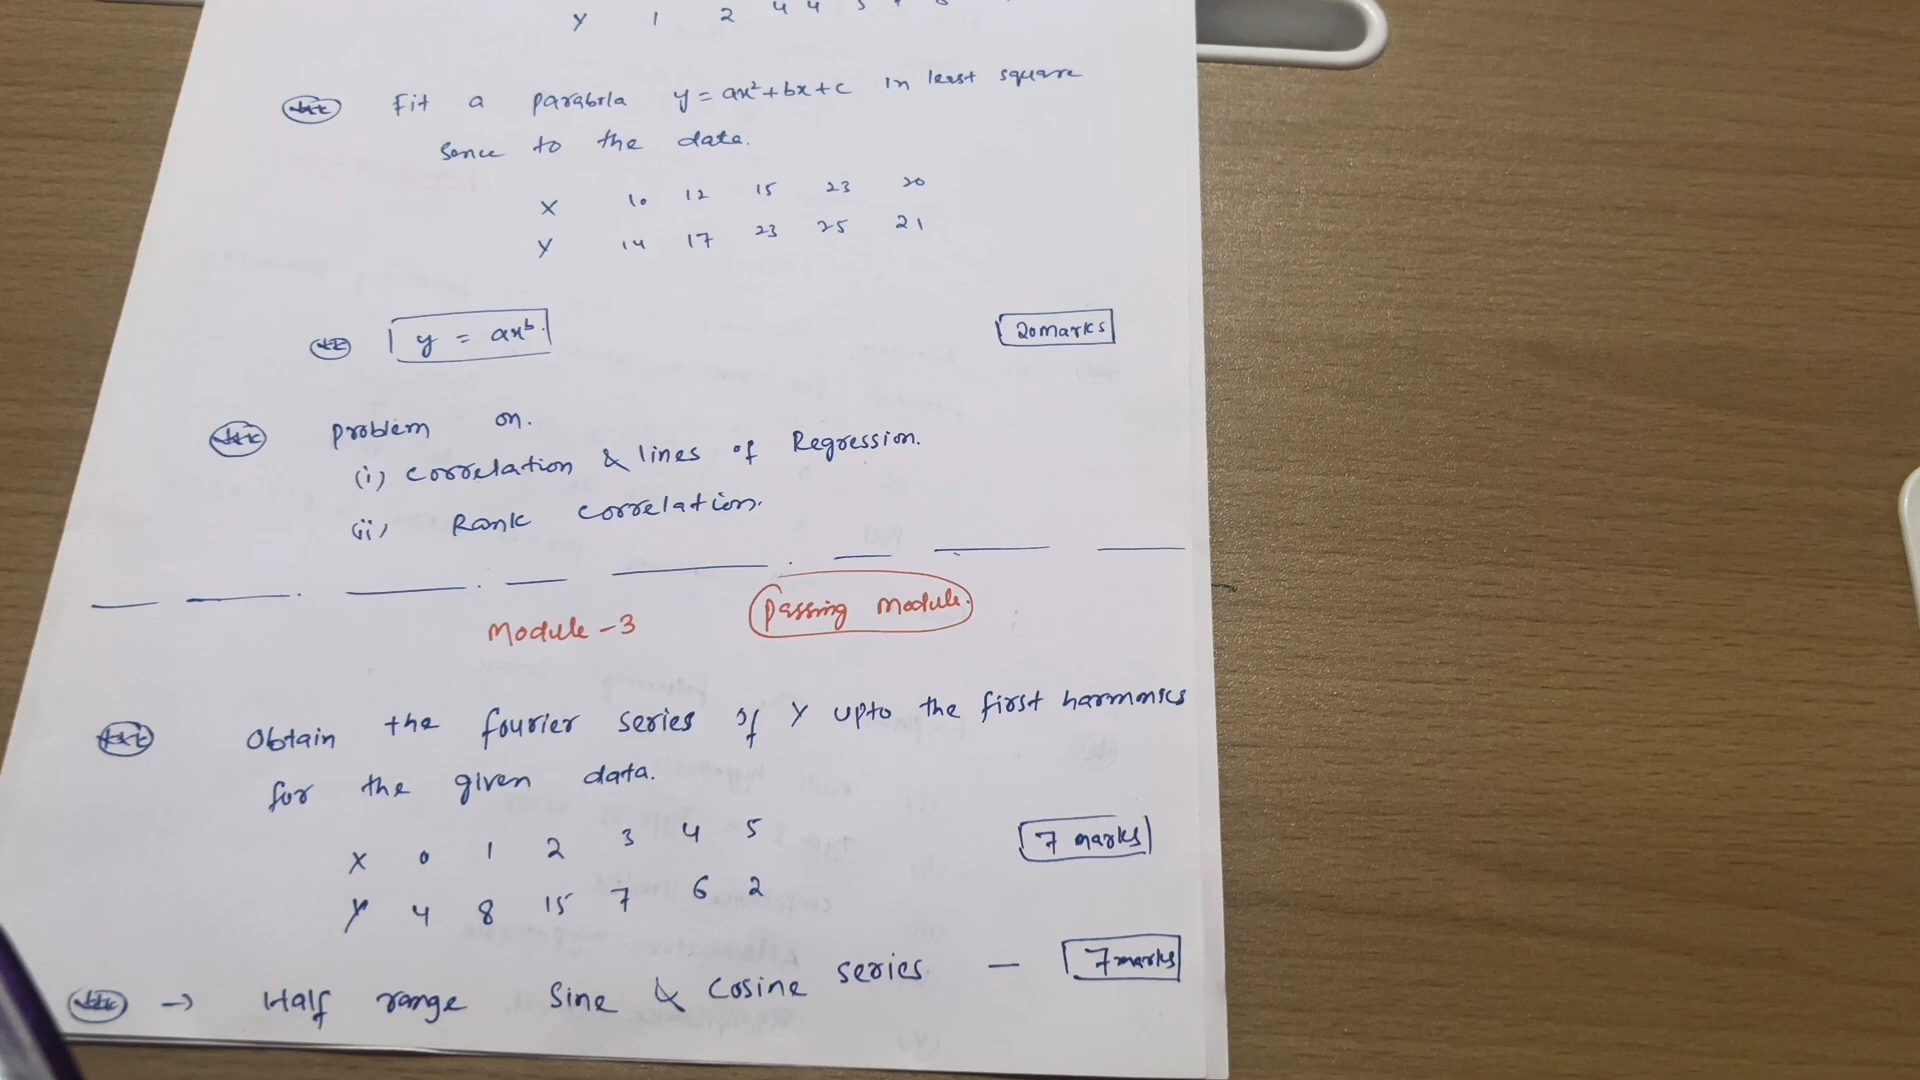 Y 1 2 4 4 5
Fit a parabola y = ax²+bx+c in least square
sence to the data.
X 10 12 15 23 20
Y 14 17 23 25 21
y = axᵇ. 20marks
problem on.
(i) correlation & lines of Regression.
(ii) Rank correlation.
Module - 3 Passing Module.
Obtain the fourier series of Y upto the first harmonics
for the given data.
X 0 1 2 3 4 5
Y 4 8 15 7 6 2
7 marks
→ Half range Sine & Cosine series — 7marks